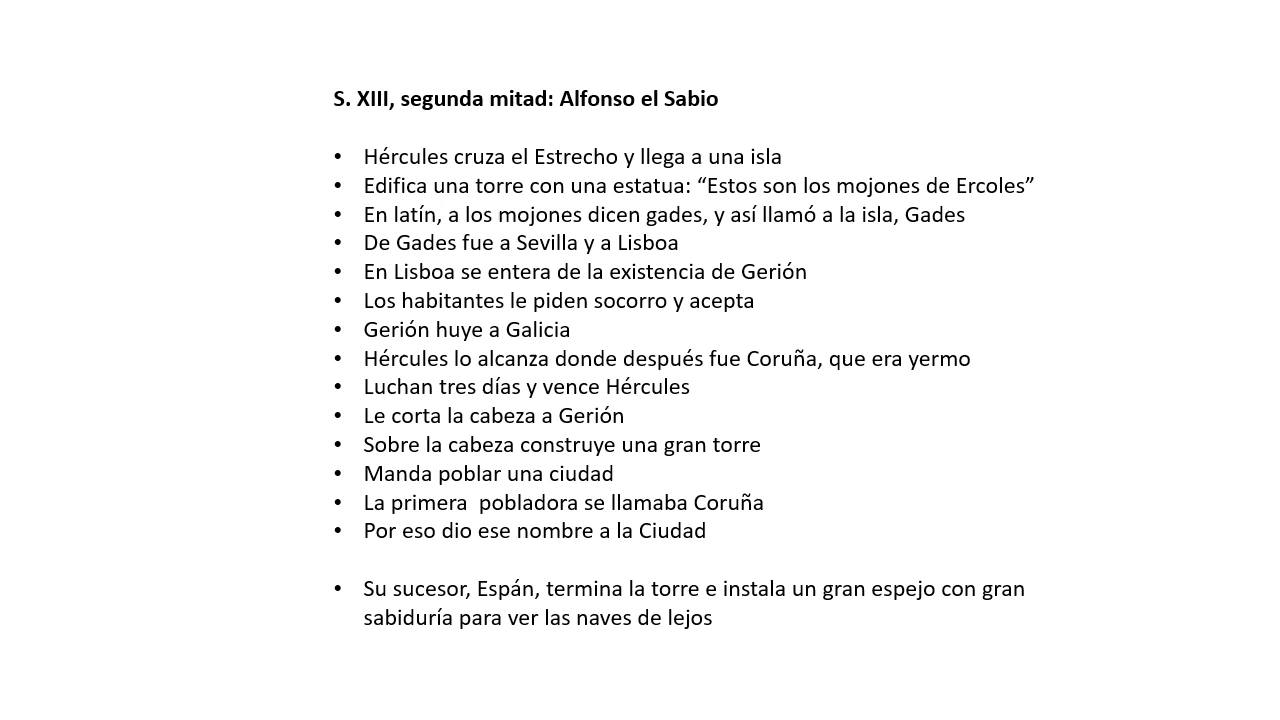 S. XIII, segunda mitad: Alfonso el Sabio
• Hércules cruza el Estrecho y llega a una isla
• Edifica una torre con una estatua: “Estos son los mojones de Ercoles”
• En latín, a los mojones dicen gades, y así llamó a la isla, Gades
• De Gades fue a Sevilla y a Lisboa
• En Lisboa se entera de la existencia de Gerión
• Los habitantes le piden socorro y acepta
• Gerión huye a Galicia
• Hércules lo alcanza donde después fue Coruña, que era yermo
• Luchan tres días y vence Hércules
• Le corta la cabeza a Gerión
• Sobre la cabeza construye una gran torre
• Manda poblar una ciudad
• La primera  pobladora se llamaba Coruña
• Por eso dio ese nombre a la Ciudad
• Su sucesor, Espán, termina la torre e instala un gran espejo con gran
sabiduría para ver las naves de lejos